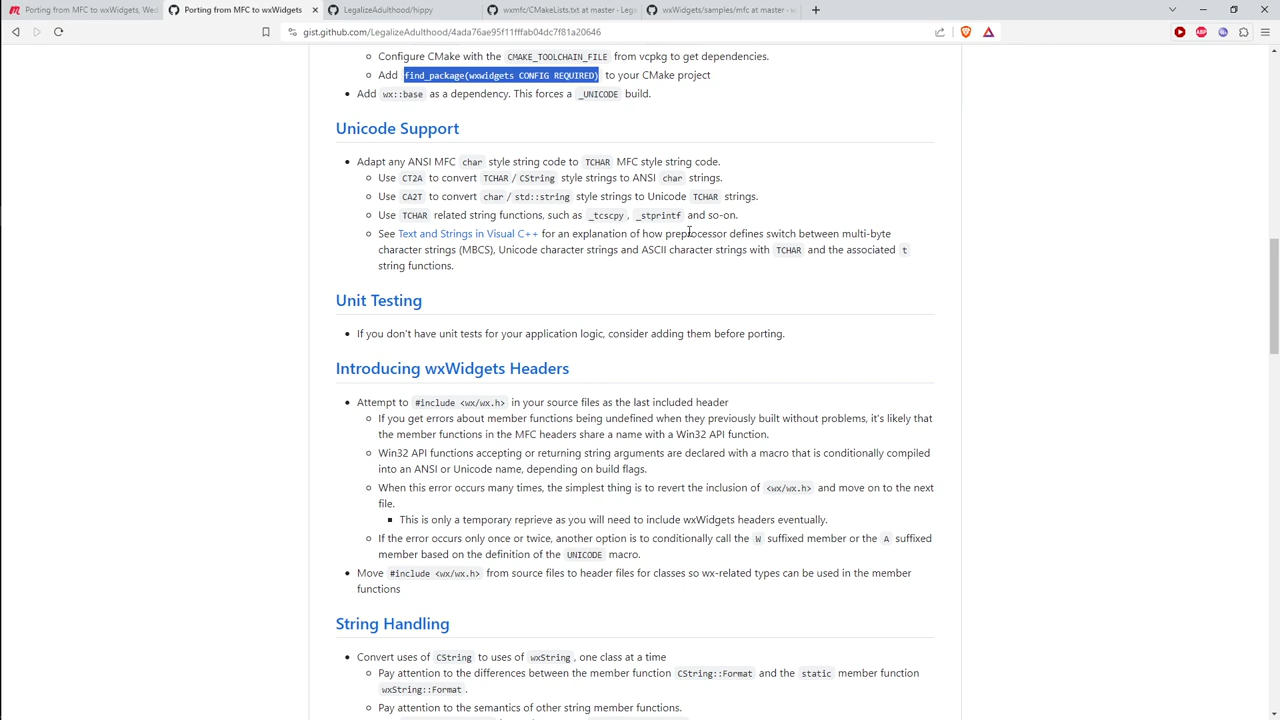 Porting from MFC to wxWidgets, Wed
Porting from MFC to wxWidgets
LegalizeAdulthood/hippy
wxmfc/CMakeLists.txt at master · Leg
wxWidgets/samples/mfc at master · w
gist.github.com/LegalizeAdulthood/4ada76ae95f11fffab04dc7f81a20646
Configure CMake with the CMAKE_TOOLCHAIN_FILE from vcpkg to get dependencies.
Add find_package(wxwidgets CONFIG REQUIRED) to your CMake project
Add wx::base as a dependency. This forces a _UNICODE build.
Unicode Support
Adapt any ANSI MFC char style string code to TCHAR MFC style string code.
Use CT2A to convert TCHAR / CString style strings to ANSI char strings.
Use CA2T to convert char / std::string style strings to Unicode TCHAR strings.
Use TCHAR related string functions, such as _tcscpy , _stprintf and so-on.
See Text and Strings in Visual C++ for an explanation of how preprocessor defines switch between multi-byte
character strings (MBCS), Unicode character strings and ASCII character strings with TCHAR and the associated t
string functions.
Unit Testing
If you don't have unit tests for your application logic, consider adding them before porting.
Introducing wxWidgets Headers
Attempt to #include <wx/wx.h> in your source files as the last included header
If you get errors about member functions being undefined when they previously built without problems, it's likely that
the member functions in the MFC headers share a name with a Win32 API function.
Win32 API functions accepting or returning string arguments are declared with a macro that is conditionally compiled
into an ANSI or Unicode name, depending on build flags.
When this error occurs many times, the simplest thing is to revert the inclusion of <wx/wx.h> and move on to the next
file.
This is only a temporary reprieve as you will need to include wxWidgets headers eventually.
If the error occurs only once or twice, another option is to conditionally call the W suffixed member or the A suffixed
member based on the definition of the UNICODE macro.
Move #include <wx/wx.h> from source files to header files for classes so wx-related types can be used in the member
functions
String Handling
Convert uses of CString to uses of wxString , one class at a time
Pay attention to the differences between the member function CString::Format and the static member function
wxString::Format .
Pay attention to the semantics of other string member functions.